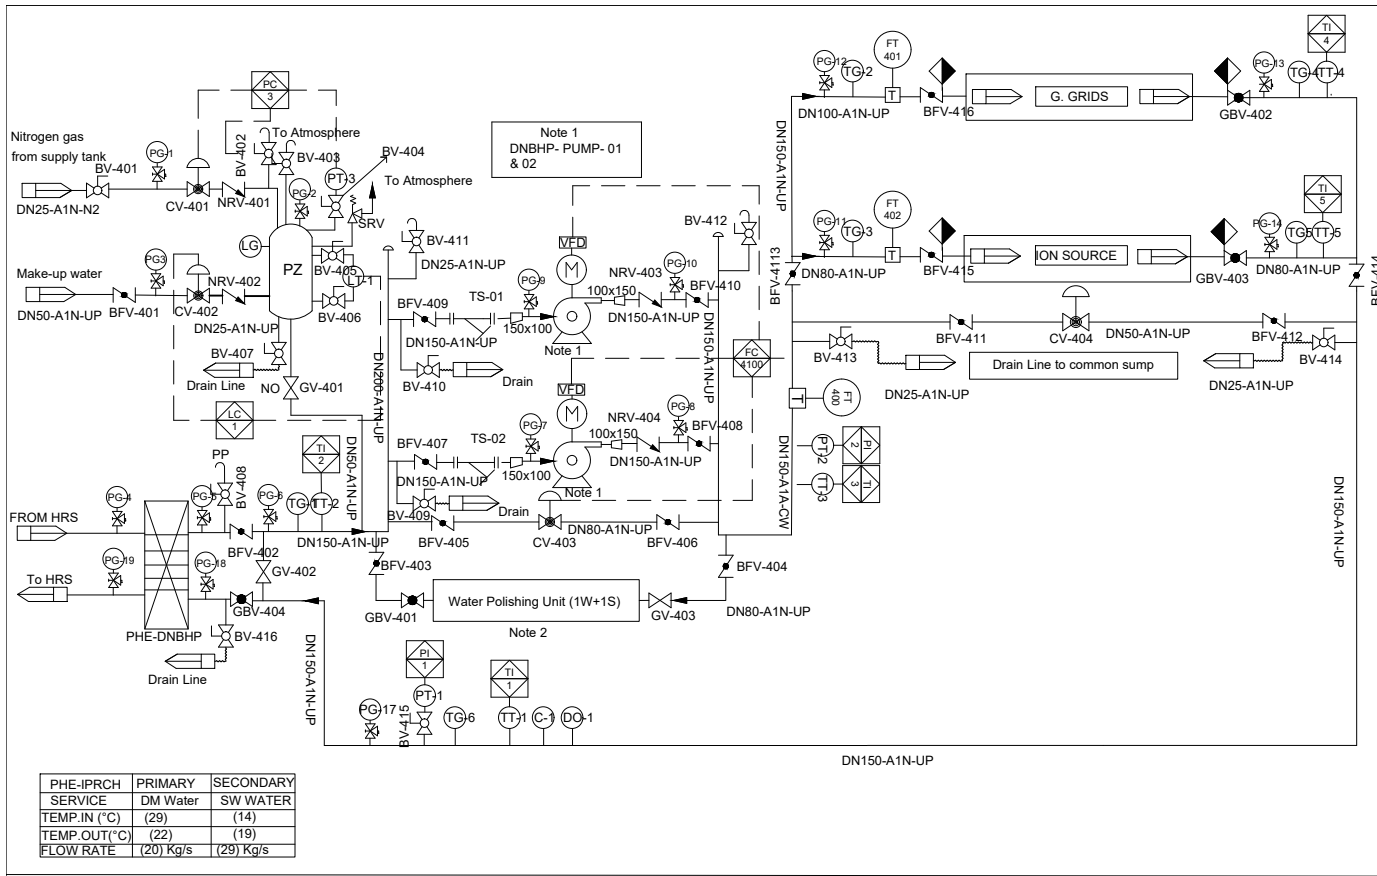 PG-12
TG-2
FT
401
TI
4
PG-13
TG-4
TT-4
G. GRIDS
BFV-416
GBV-402
DN100-A1N-UP
DN150-A1N-UP
PC
3
Nitrogen gas
from supply tank
BV-401
PG-1
BV-402
To Atmosphere
BV-403
PT-3
BV-404
To Atmosphere
PG-2
SRV
DN25-A1N-N2
CV-401
NRV-401
Note 1
DNBHP- PUMP- 01
& 02
LG
PZ
BV-405
LT-1
BV-406
BV-411
DN25-A1N-UP
VFD
M
BV-412
PG-11
TG-3
FT
402
TI
5
PG-14
TG5
TT-5
ION SOURCE
BFV-415
GBV-403
DN80-A1N-UP
DN80-A1N-UP
BFV-4113
BFV-414
Make-up water
PG3
NRV-402
DN50-A1N-UP
BFV-401
CV-402
DN25-A1N-UP
BFV-409
TS-01
PG-9
100x150
NRV-403
PG-10
BFV-410
DN150-A1N-UP
150x100
DN150-A1N-UP
Note 1
BV-407
Drain Line
NO
GV-401
DN200-A1N-UP
BV-410
Drain
DN150-A1N-UP
FC
4100
BFV-411
CV-404
DN50-A1N-UP
BFV-412
BV-413
BV-414
Drain Line to common sump
DN25-A1N-UP
DN25-A1N-UP
T
T
T
FT
400
LC
1
VFD
M
BFV-407
TS-02
PG-7
100x150
NRV-404
PG-8
BFV-408
DN150-A1N-UP
150x100
DN150-A1N-UP
Note 1
PT-2
PI
2
TT-3
TI
3
DN150-A1A-CW
DN150-A1N-UP
TI
2
DN50-A1N-UP
PP
BV-408
PG-4
PG-5
PG-6
TG-1
TT-2
FROM HRS
BFV-402
DN150-A1N-UP
BV-409
Drain
BFV-405
CV-403
DN80-A1N-UP
BFV-406
PG-19
PG-18
To HRS
GV-402
BFV-403
BFV-404
GBV-404
GBV-401
Water Polishing Unit (1W+1S)
GV-403
DN80-A1N-UP
Note 2
PHE-DNBHP
BV-416
Drain Line
DN150-A1N-UP
PI
1
TI
1
PG-17
BV-415
PT-1
TG-6
TT-1
C-1
DO-1
DN150-A1N-UP
PHE-IPRCH PRIMARY SECONDARY
SERVICE DM Water SW WATER
TEMP.IN (°C) (29) (14)
TEMP.OUT(°C) (22) (19)
FLOW RATE (20) Kg/s (29) Kg/s